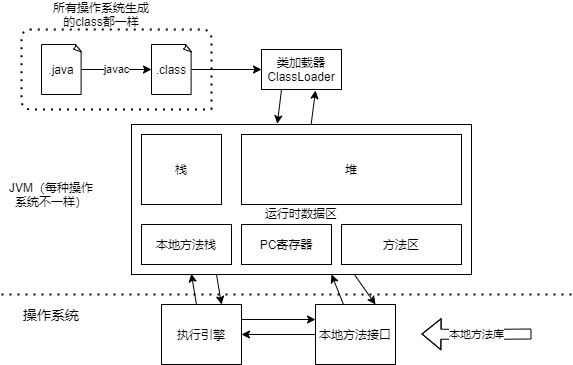 所有操作系统生成
的class都一样
.java
javac
.class
类加载器
ClassLoader
JVM（每种操作
系统不一样）
栈
堆
运行时数据区
本地方法栈
PC寄存器
方法区
操作系统
执行引擎
本地方法接口
本地方法库